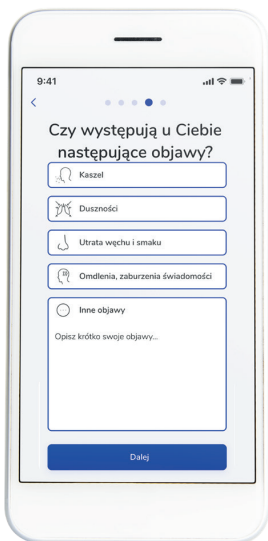 9:41
Czy występują u Ciebie
następujące objawy?
Kaszel
Duszności
Utrata węchu i smaku
Omdlenia, zaburzenia świadomości
Inne objawy
Opisz krótko swoje objawy...
Dalej